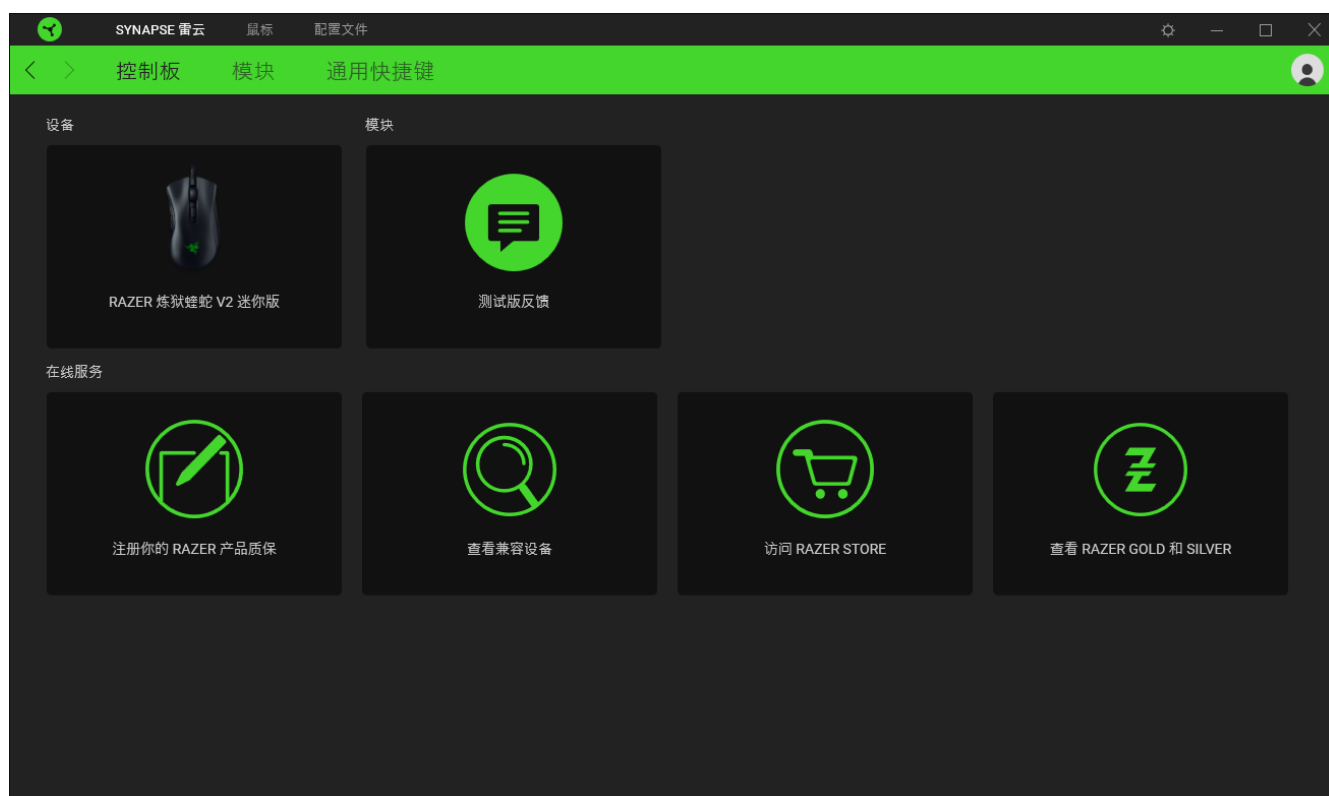 SYNAPSE 雷云 鼠标 配置文件
控制板 模块 通用快捷键
设备 模块
RAZER 炼狱蝰蛇 V2 迷你版 测试版反馈
在线服务
注册你的 RAZER 产品质保 查看兼容设备 访问 RAZER STORE 查看 RAZER GOLD 和 SILVER